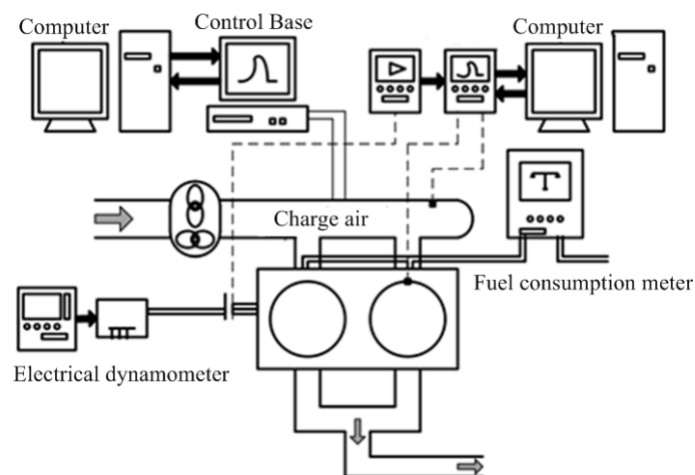 Computer
Control Base
Computer
Charge air
Fuel consumption meter
Electrical dynamometer